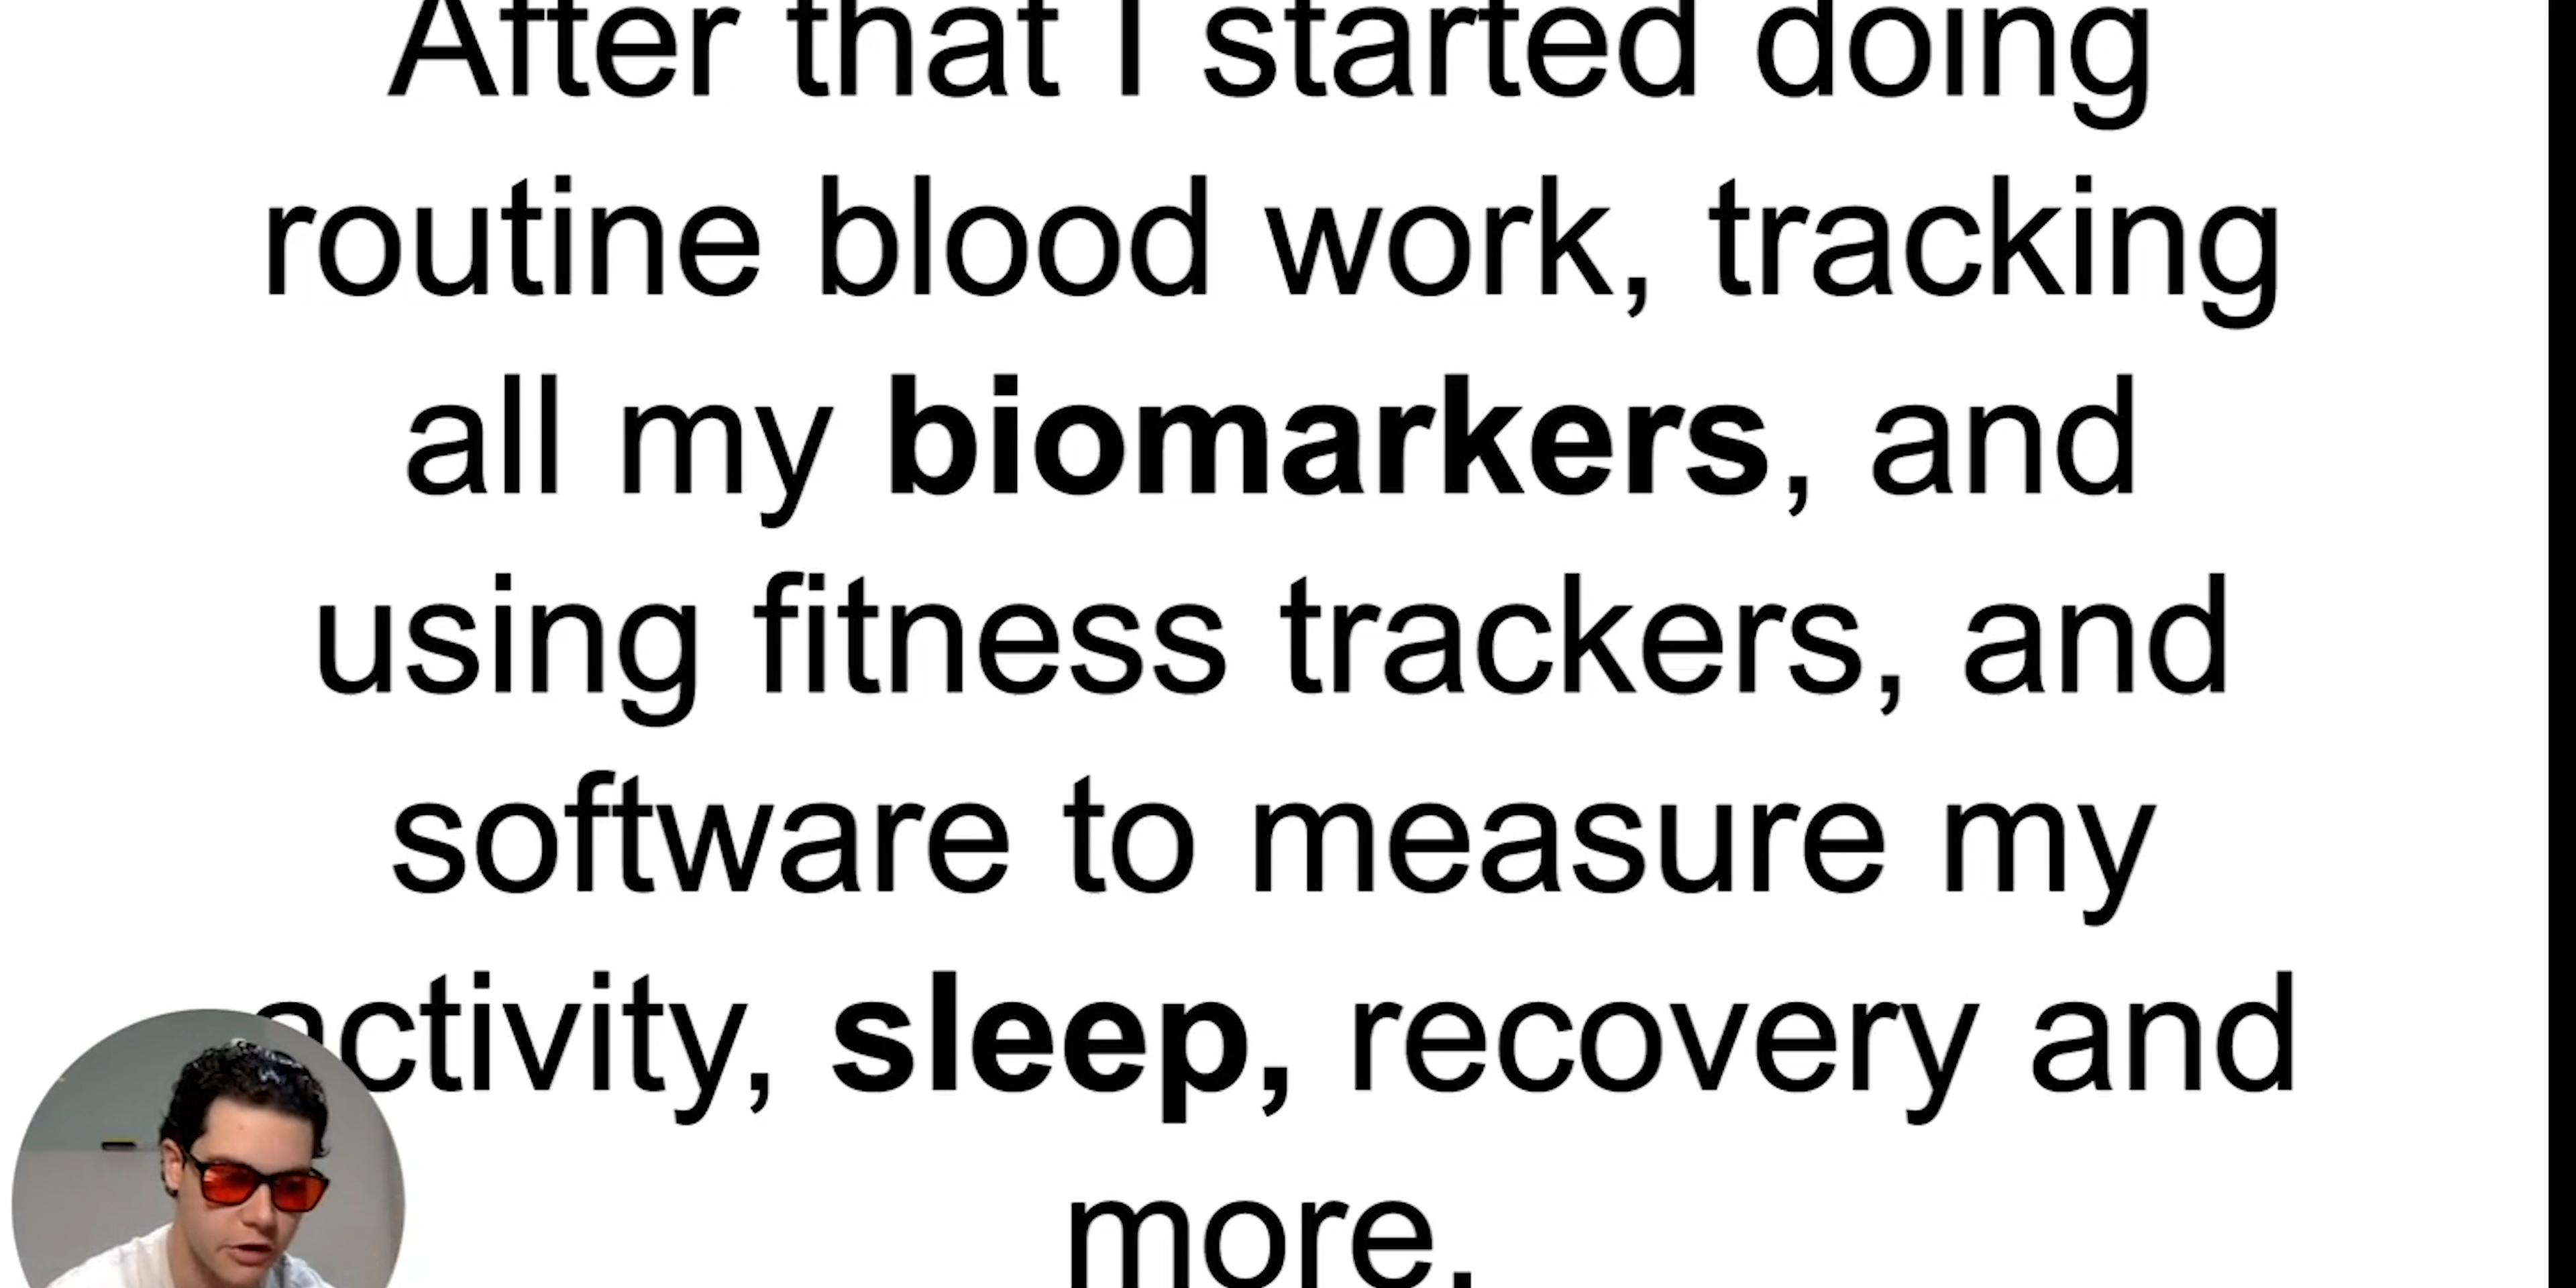 After that I started doing
routine blood work, tracking
all my biomarkers, and
using fitness trackers, and
software to measure my
activity, sleep, recovery and
more.